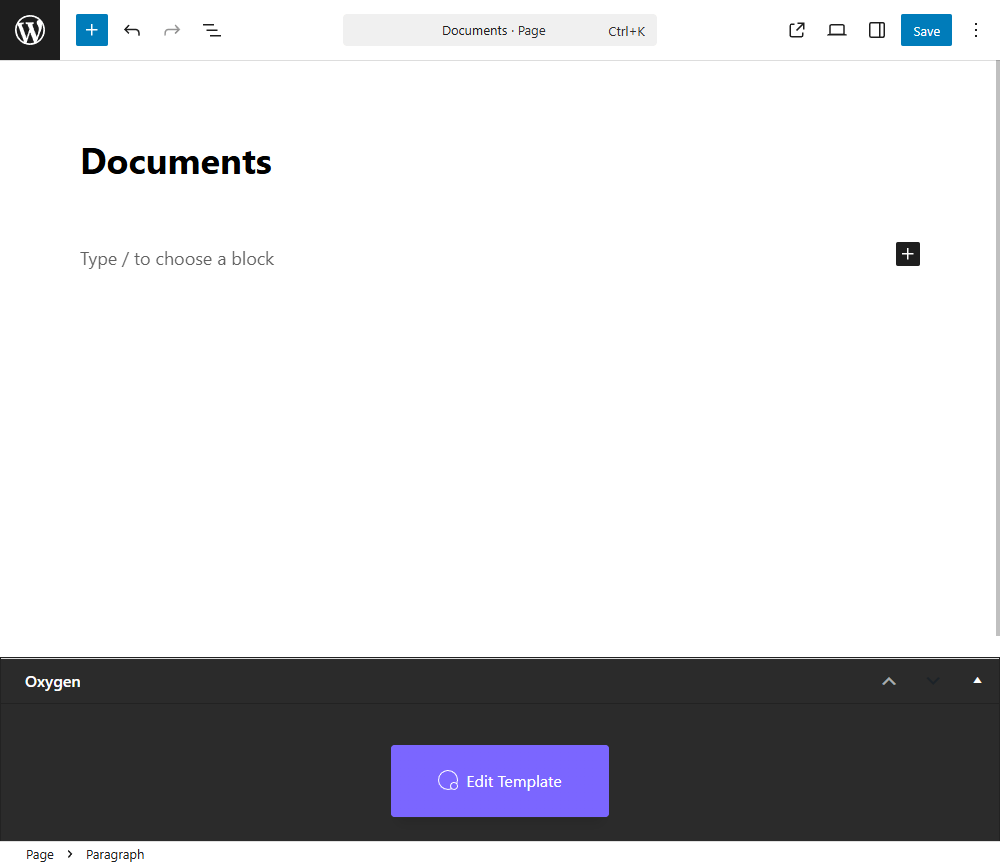 Documents · Page Ctrl+K
Save
Documents
Type / to choose a block
Oxygen
Edit Template
Page
Paragraph